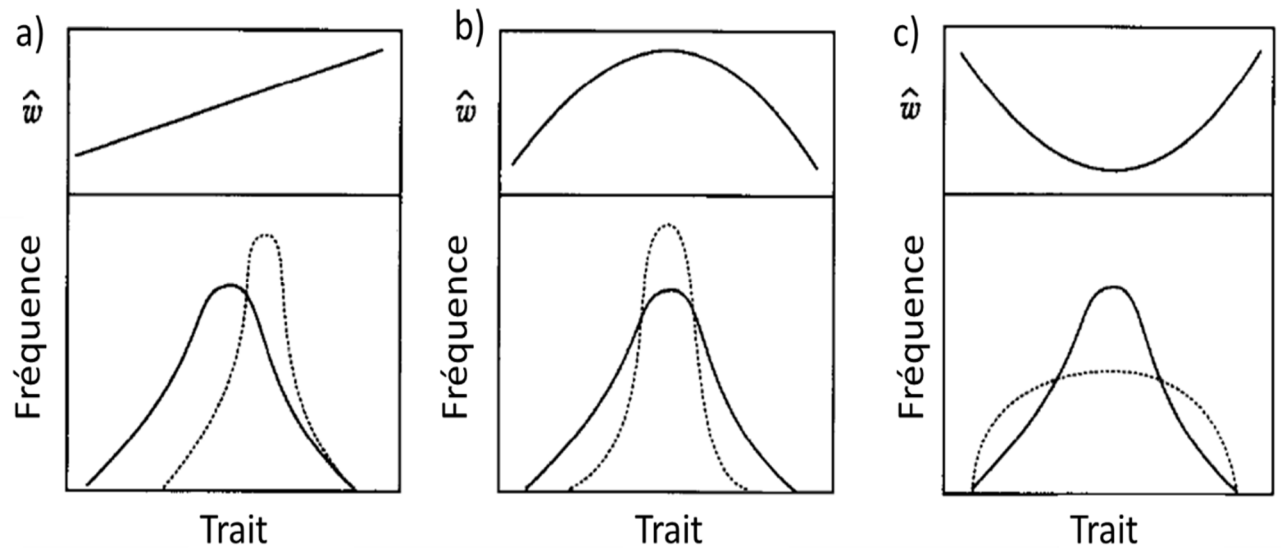 a)
ŵ
Fréquence
Trait
b)
ŵ
Fréquence
Trait
c)
ŵ
Fréquence
Trait